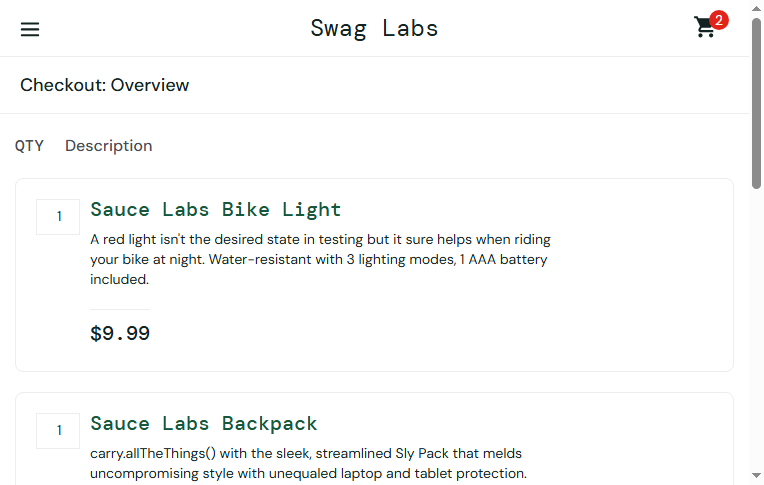 Swag Labs
2
Checkout: Overview
QTY Description
1
Sauce Labs Bike Light
A red light isn't the desired state in testing but it sure helps when riding
your bike at night. Water-resistant with 3 lighting modes, 1 AAA battery
included.
$9.99
1
Sauce Labs Backpack
carry.allTheThings() with the sleek, streamlined Sly Pack that melds
uncompromising style with unequaled laptop and tablet protection.